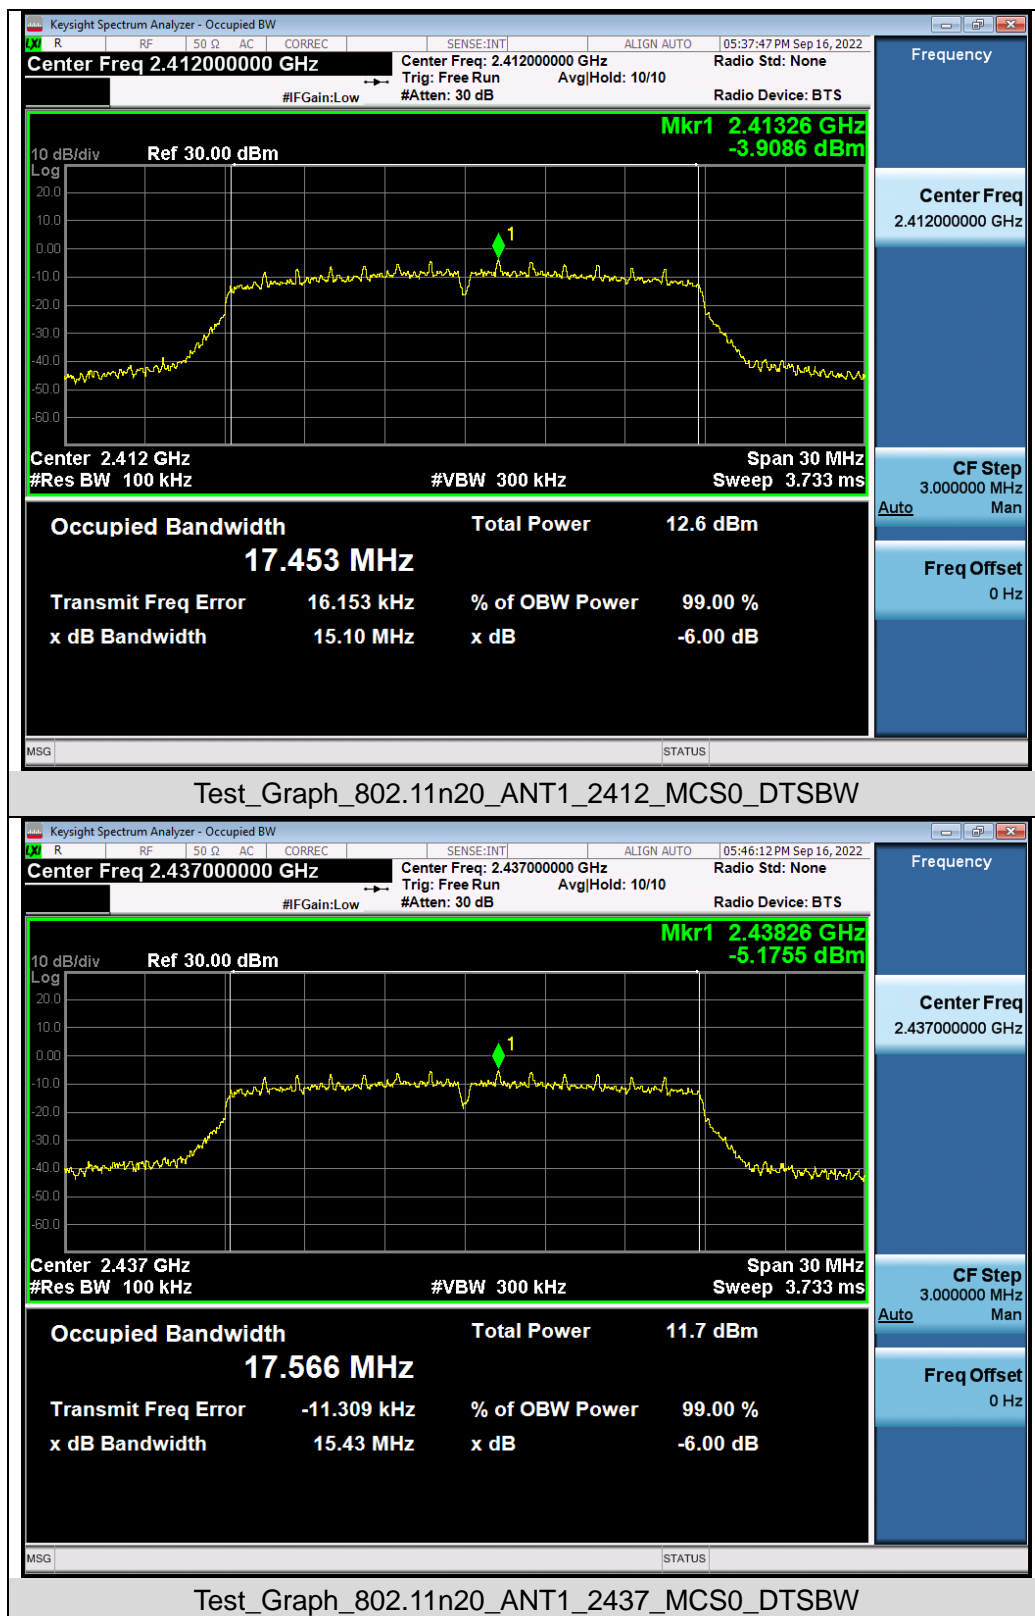 Keysight Spectrum Analyzer - Occupied BW
LXI R RF 50 Ω AC CORREC SENSE:INT ALIGN AUTO 05:37:47 PM Sep 16, 2022
Center Freq 2.412000000 GHz
Center Freq: 2.412000000 GHz Radio Std: None
Trig: Free Run Avg|Hold: 10/10
#IFGain:Low #Atten: 30 dB Radio Device: BTS
Frequency
Mkr1 2.41326 GHz
-3.9086 dBm
10 dB/div Ref 30.00 dBm
Log
20.0
10.0
0.00
-10.0
-20.0
-30.0
-40.0
-50.0
-60.0
1
Center 2.412 GHz Span 30 MHz
#Res BW 100 kHz #VBW 300 kHz Sweep 3.733 ms
Center Freq
2.412000000 GHz
CF Step
3.000000 MHz
Auto Man
Freq Offset
0 Hz
Occupied Bandwidth Total Power 12.6 dBm
17.453 MHz
Transmit Freq Error 16.153 kHz % of OBW Power 99.00 %
x dB Bandwidth 15.10 MHz x dB -6.00 dB
MSG STATUS
Test_Graph_802.11n20_ANT1_2412_MCS0_DTSBW
Keysight Spectrum Analyzer - Occupied BW
LXI R RF 50 Ω AC CORREC SENSE:INT ALIGN AUTO 05:46:12 PM Sep 16, 2022
Center Freq 2.437000000 GHz
Center Freq: 2.437000000 GHz Radio Std: None
Trig: Free Run Avg|Hold: 10/10
#IFGain:Low #Atten: 30 dB Radio Device: BTS
Frequency
Mkr1 2.43826 GHz
-5.1755 dBm
10 dB/div Ref 30.00 dBm
Log
20.0
10.0
0.00
-10.0
-20.0
-30.0
-40.0
-50.0
-60.0
1
Center 2.437 GHz Span 30 MHz
#Res BW 100 kHz #VBW 300 kHz Sweep 3.733 ms
Center Freq
2.437000000 GHz
CF Step
3.000000 MHz
Auto Man
Freq Offset
0 Hz
Occupied Bandwidth Total Power 11.7 dBm
17.566 MHz
Transmit Freq Error -11.309 kHz % of OBW Power 99.00 %
x dB Bandwidth 15.43 MHz x dB -6.00 dB
MSG STATUS
Test_Graph_802.11n20_ANT1_2437_MCS0_DTSBW